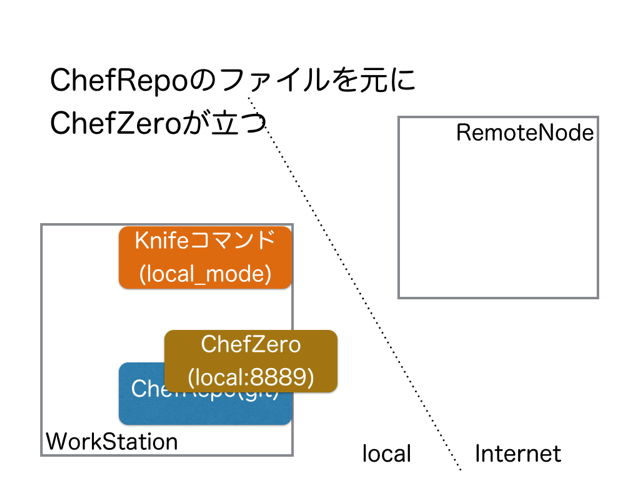 ChefRepoのファイルを元に
ChefZeroが立つ
RemoteNode
Knifeコマンド
(local_mode)
ChefZero
(local:8889)
ChefRepo(git)
WorkStation
local
Internet